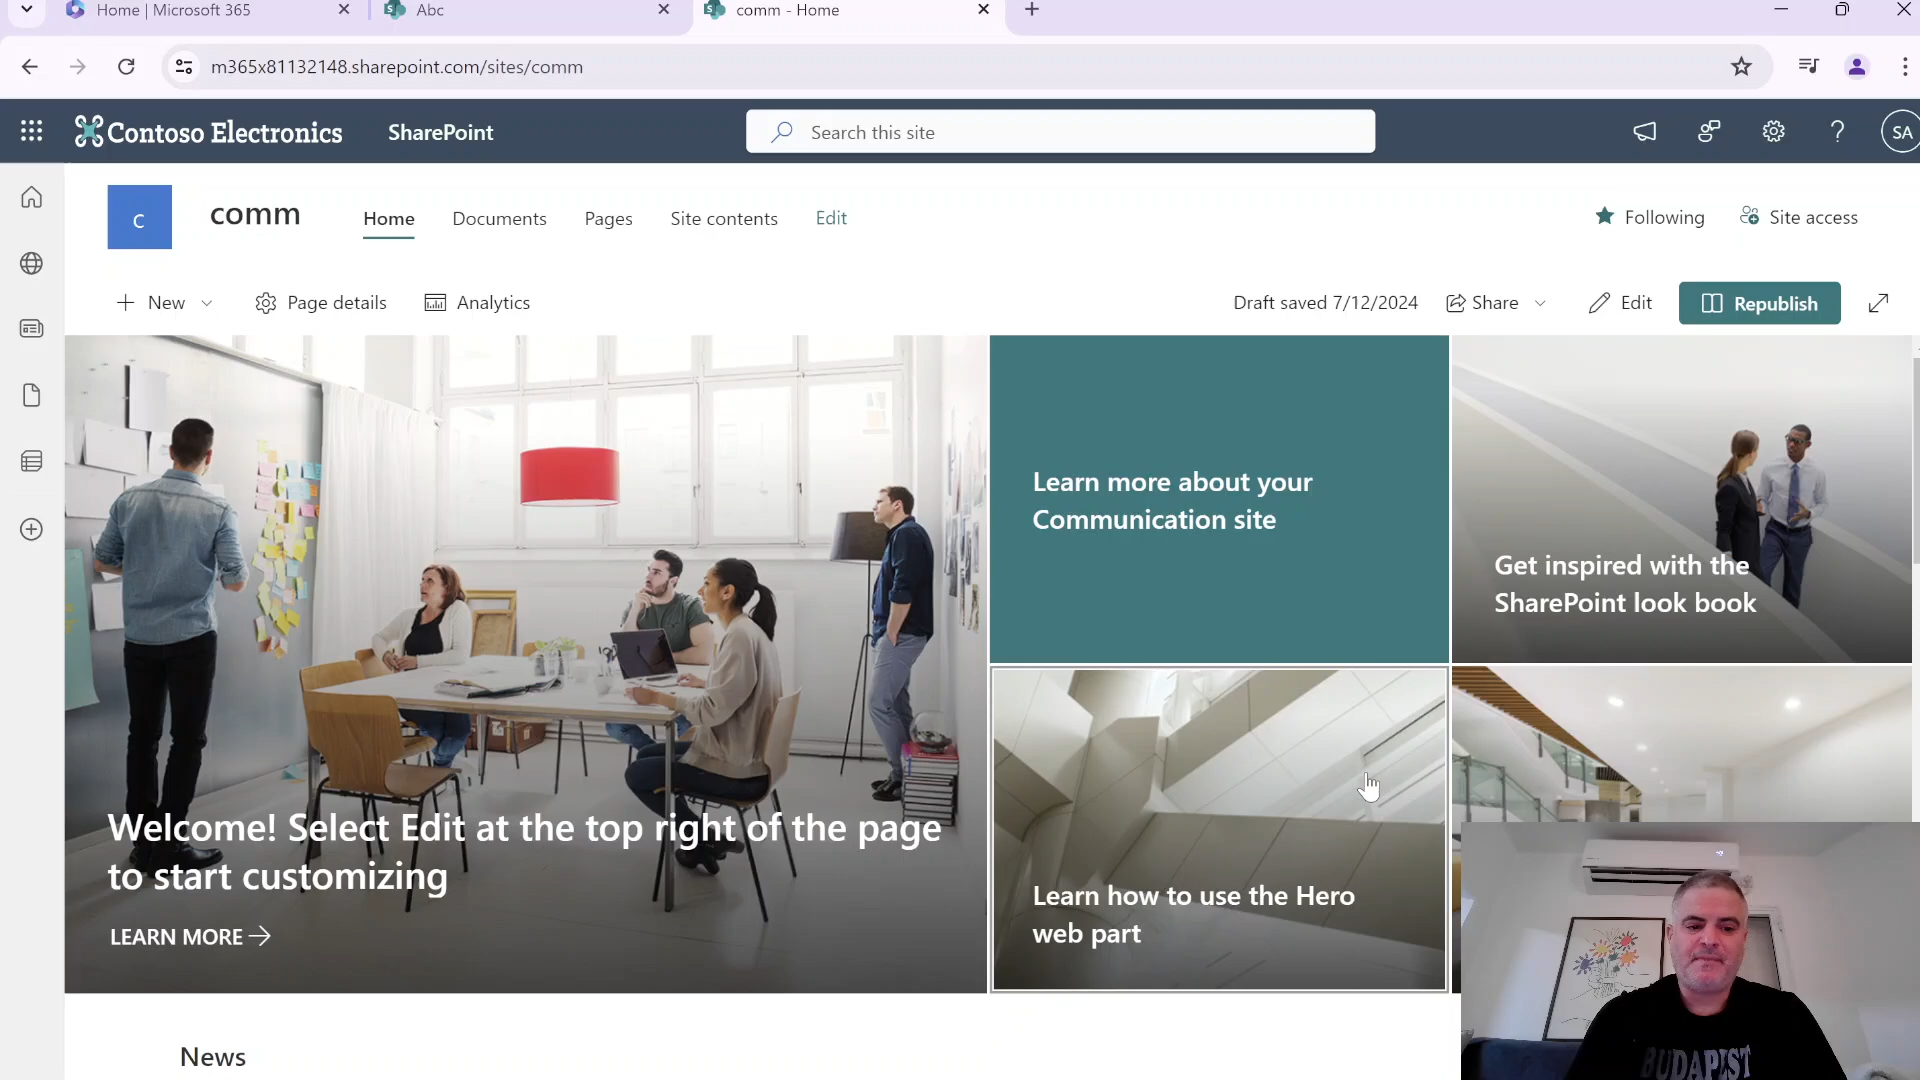 Home | Microsoft 365
Abc
comm - Home
m365x81132148.sharepoint.com/sites/comm
Contoso Electronics
SharePoint
Search this site
SA
C
comm
Home
Documents
Pages
Site contents
Edit
Following
Site access
New
Page details
Analytics
Draft saved 7/12/2024
Share
Edit
Republish
Learn more about your
Communication site
Get inspired with the
SharePoint look book
Welcome! Select Edit at the top right of the page
to start customizing
LEARN MORE
Learn how to use the Hero
web part
News
BUDAPEST